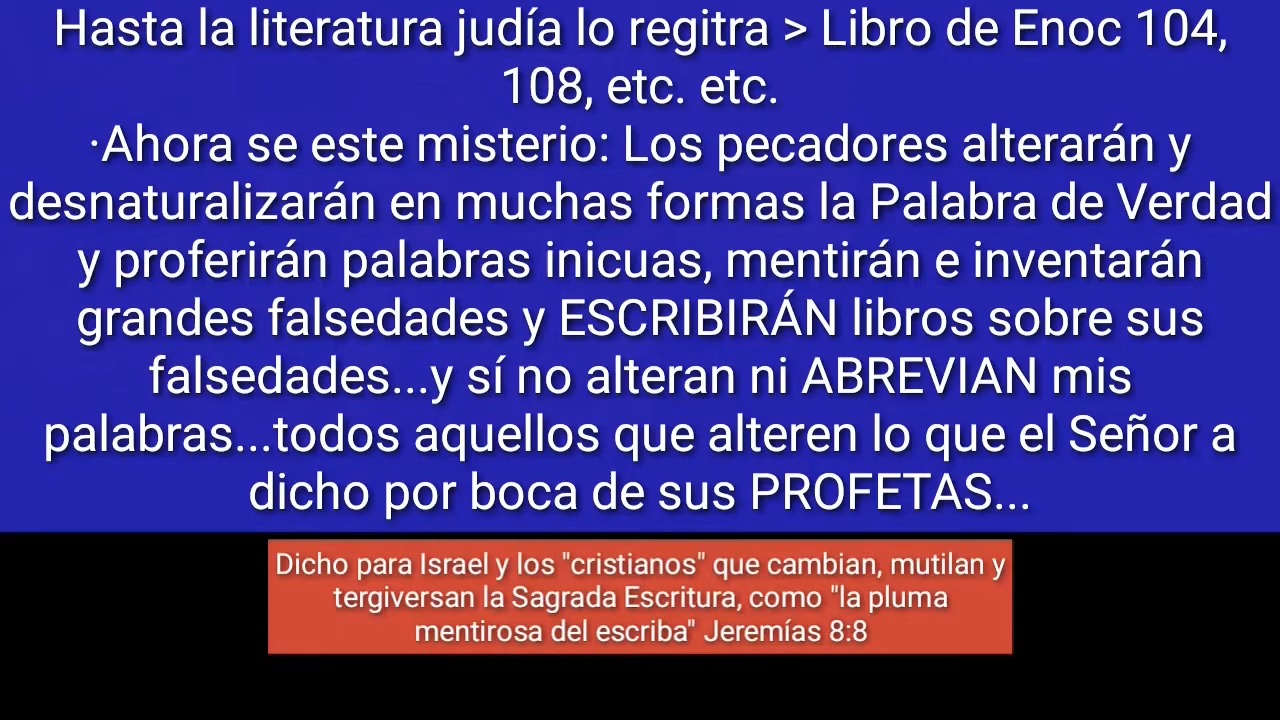 Hasta la literatura judía lo regitra > Libro de Enoc 104,
108, etc. etc.
·Ahora se este misterio: Los pecadores alterarán y
desnaturalizarán en muchas formas la Palabra de Verdad
y proferirán palabras inicuas, mentirán e inventarán
grandes falsedades y ESCRIBIRÁN libros sobre sus
falsedades...y sí no alteran ni ABREVIAN mis
palabras...todos aquellos que alteren lo que el Señor a
dicho por boca de sus PROFETAS...
Dicho para Israel y los "cristianos" que cambian, mutilan y
tergiversan la Sagrada Escritura, como "la pluma
mentirosa del escriba" Jeremías 8:8